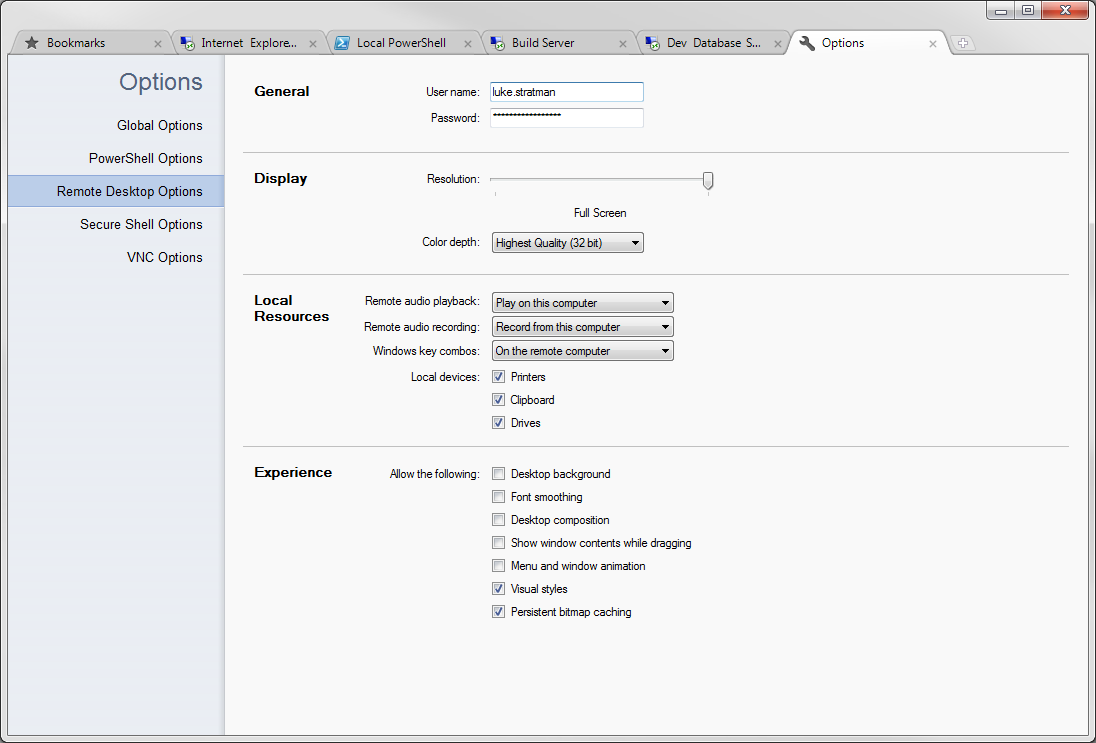 Bookmarks
Internet Explore...
Local PowerShell
Build Server
Dev Database S...
Options
Options
Global Options
PowerShell Options
Remote Desktop Options
Secure Shell Options
VNC Options
General
User name: luke.stratman
Password: *****************
Display
Resolution:
Full Screen
Color depth: Highest Quality (32 bit)
Local
Resources
Remote audio playback: Play on this computer
Remote audio recording: Record from this computer
Windows key combos: On the remote computer
Local devices: Printers
Clipboard
Drives
Experience
Allow the following: Desktop background
Font smoothing
Desktop composition
Show window contents while dragging
Menu and window animation
Visual styles
Persistent bitmap caching